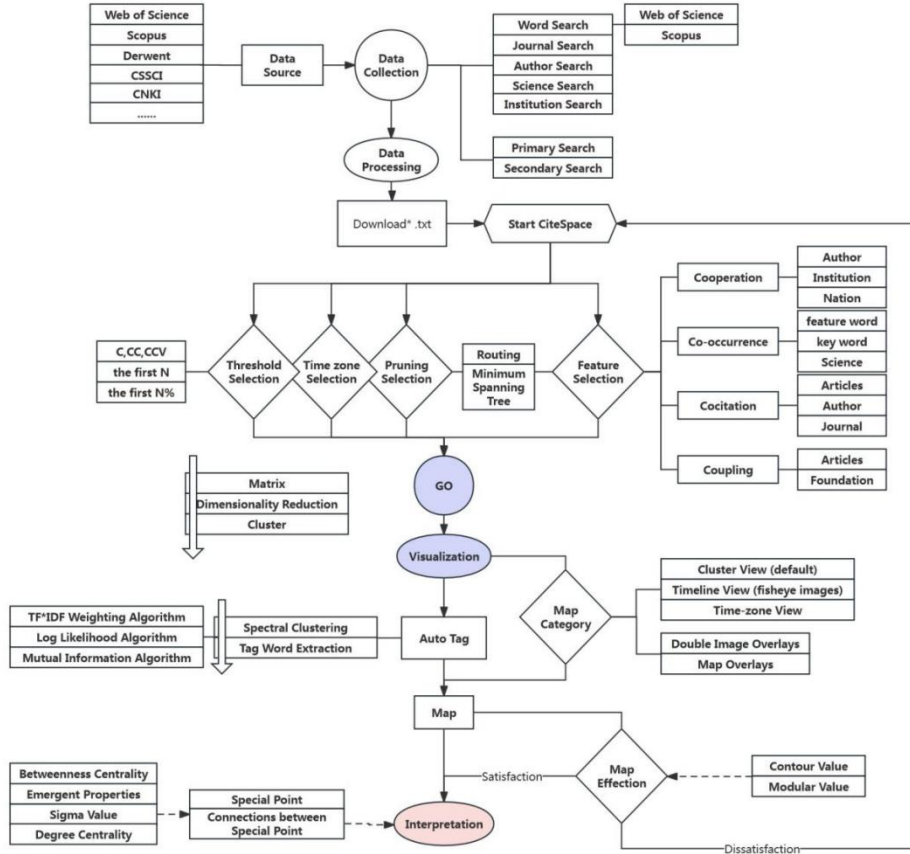 Web of Science
Scopus
Derwent
CSSCI
CNKI
......
Data
Source
Data
Collection
Word Search
Journal Search
Author Search
Science Search
Institution Search
Web of Science
Scopus
Primary Search
Secondary Search
Data
Processing
Download* .txt
Start CiteSpace
C,CC,CCV
the first N
the first N%
Threshold
Selection
Time zone
Selection
Pruning
Selection
Routing
Minimum
Spanning
Tree
Feature
Selection
Cooperation
Author
Institution
Nation
Co-occurrence
feature word
key word
Science
Cocitation
Articles
Author
Journal
Coupling
Articles
Foundation
GO
Matrix
Dimensionality Reduction
Cluster
Visualization
Map
Category
Cluster View (default)
Timeline View (fisheye images)
Time-zone View
Double Image Overlays
Map Overlays
TF*IDF Weighting Algorithm
Log Likelihood Algorithm
Mutual Information Algorithm
Spectral Clustering
Tag Word Extraction
Auto Tag
Map
Map
Effection
Contour Value
Modular Value
Satisfaction
Betweenness Centrality
Emergent Properties
Sigma Value
Degree Centrality
Special Point
Connections between
Special Point
Interpretation
Dissatisfaction